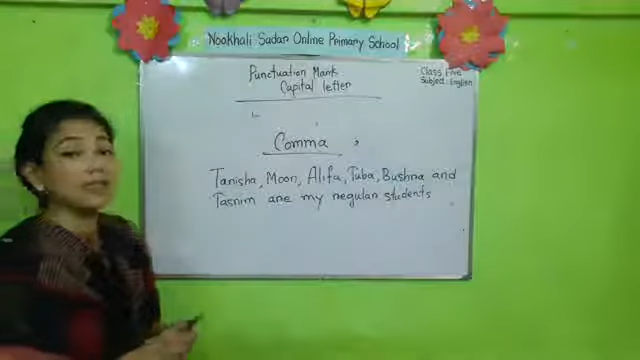 Nookhali Sadar Online Primary School
Punctuation Mark
Capital letter
Class Five
Subject: English
Comma ,
Tanisha, Moon, Alifa, Tuba, Bushra and
Tasnim are my regular students